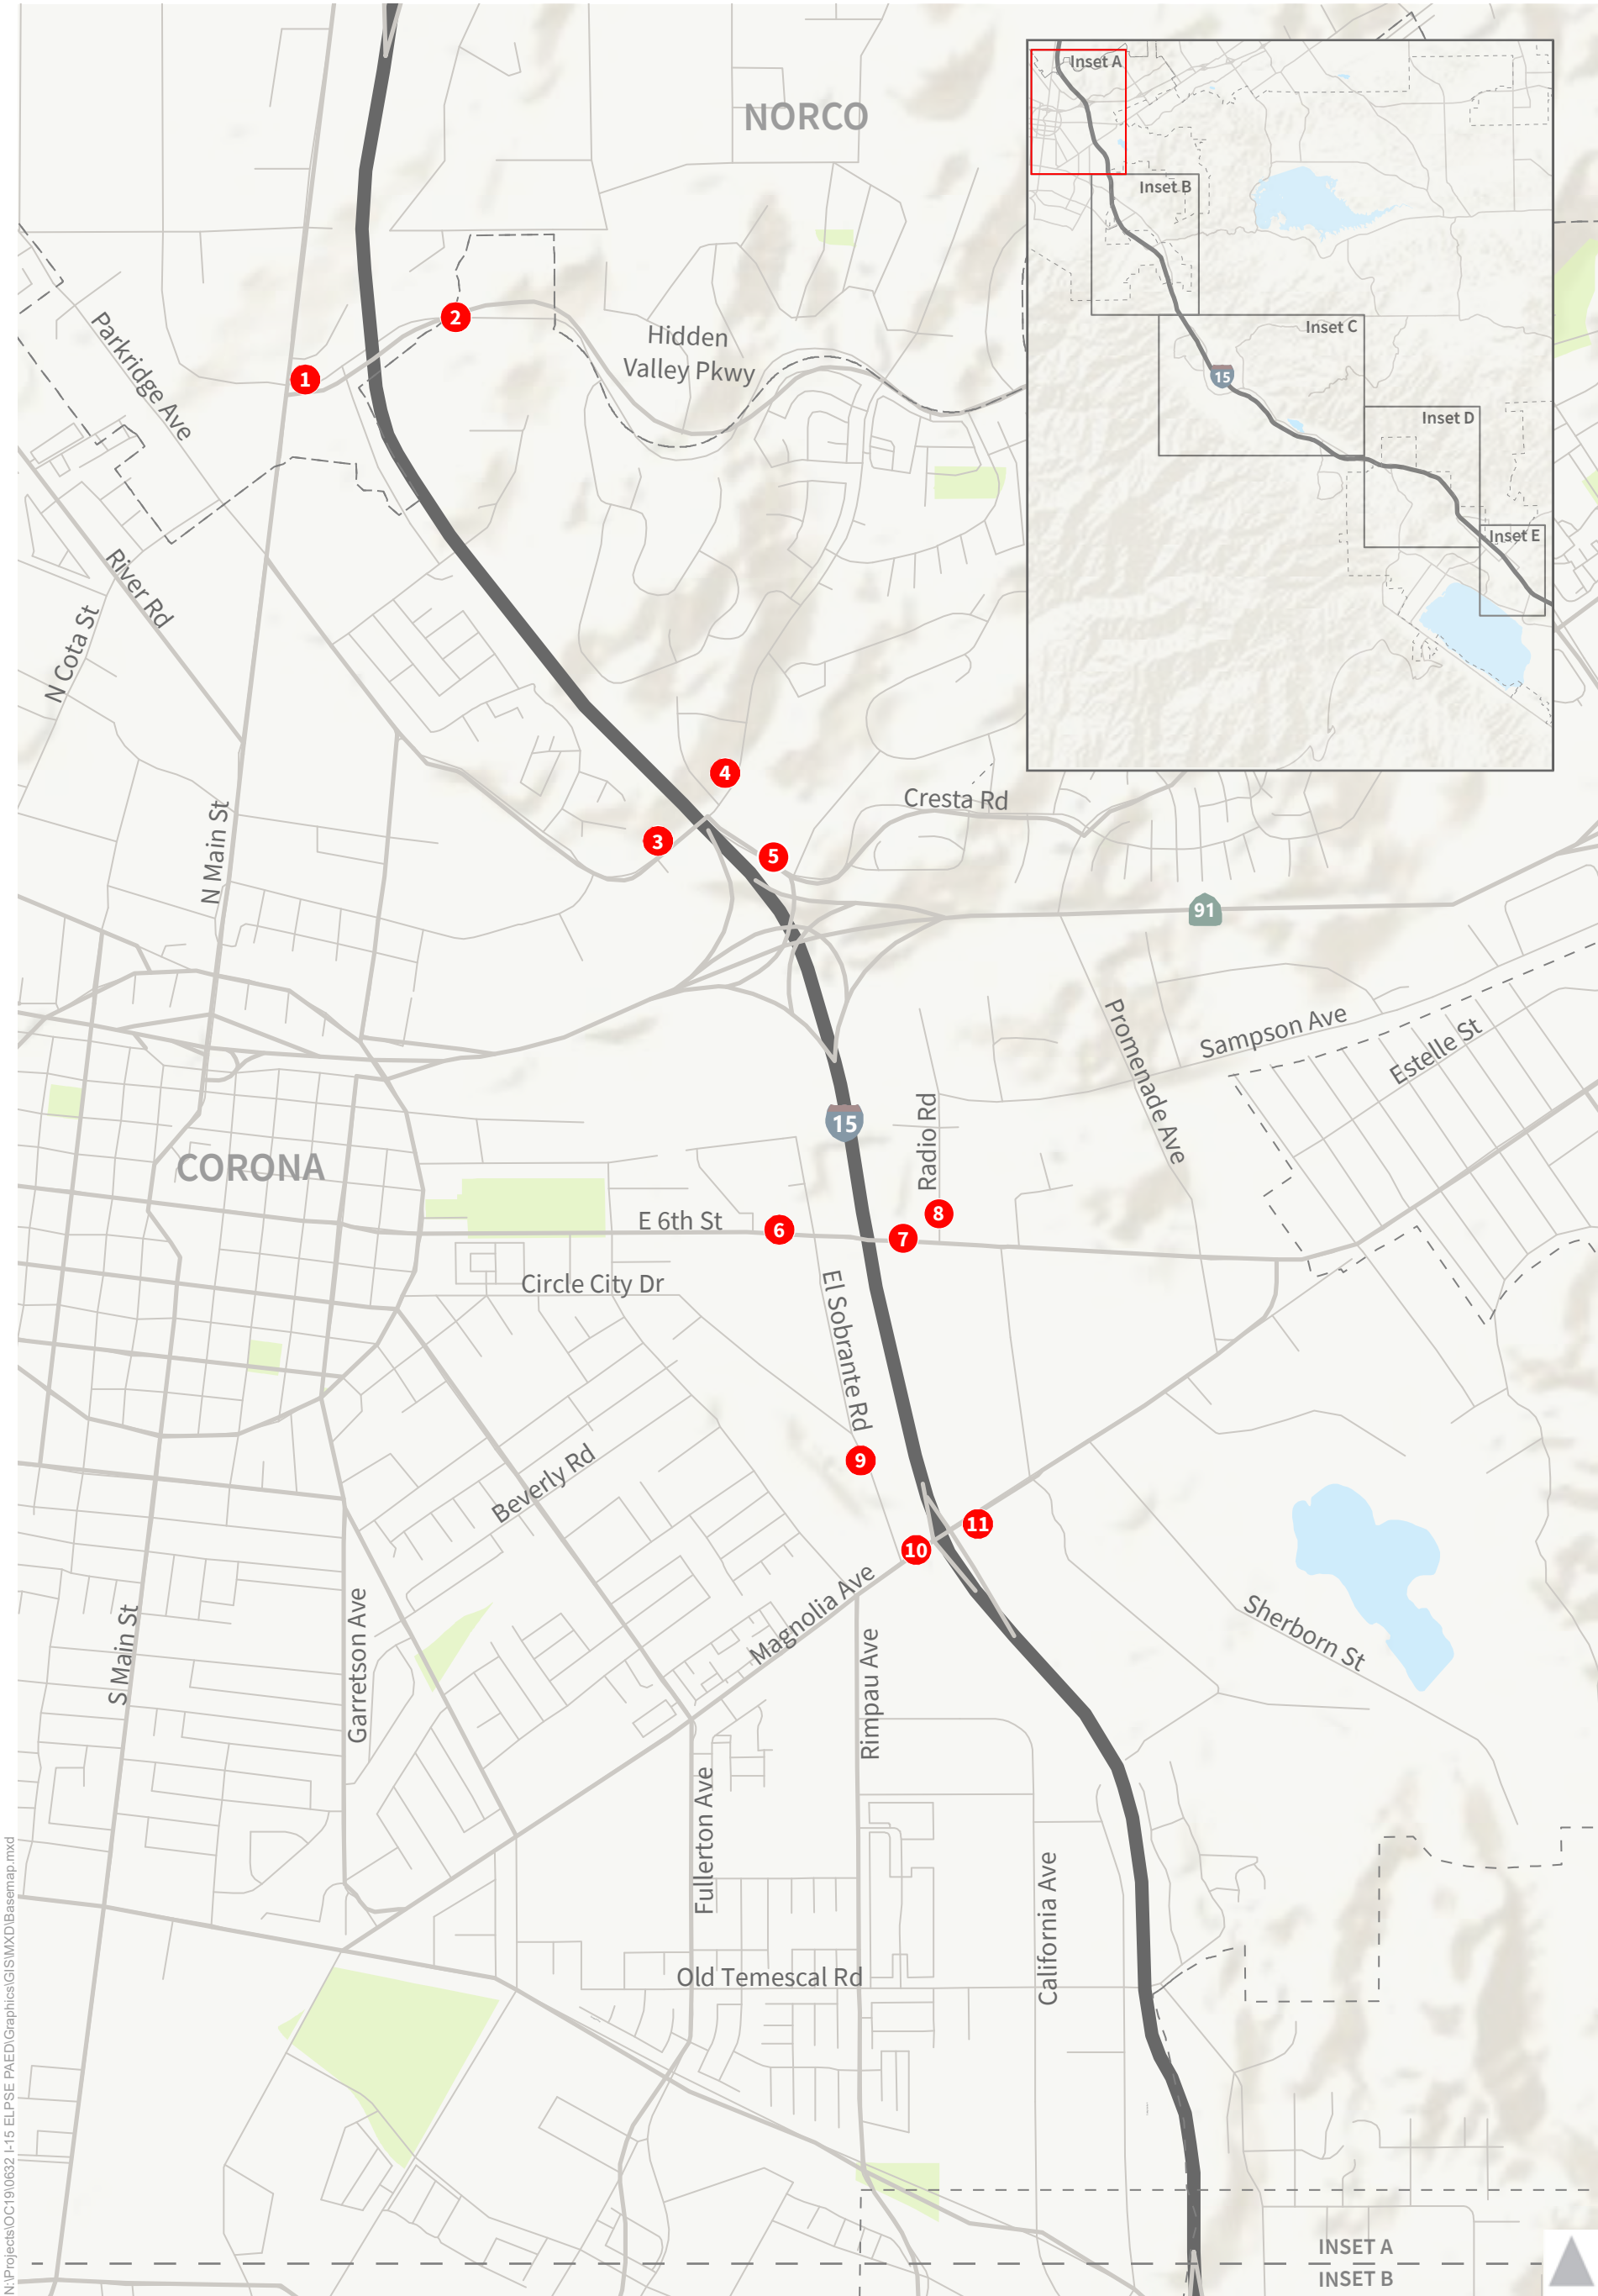 Inset A
NORCO
Inset B
2
Hidden
Valley Pkwy
Inset C
Parkridge Ave
1
15
Inset D
Inset E
River Rd
N Cota St
4
Cresta Rd
N Main St
3
5
91
Promenade Ave
Sampson Ave
Estelle St
15
Radio Rd
CORONA
E 6th St
6
7
8
Circle City Dr
El Sobrante Rd
9
Beverly Rd
11
10
Magnolia Ave
Sherborn St
S Main St
Garretson Ave
Rimpau Ave
Fullerton Ave
California Ave
Old Temescal Rd
N:\Projects\OC19\0632 I-15 ELPSE PAED\Graphics\GIS\MXD\Basemap.mxd
INSET A
INSET B